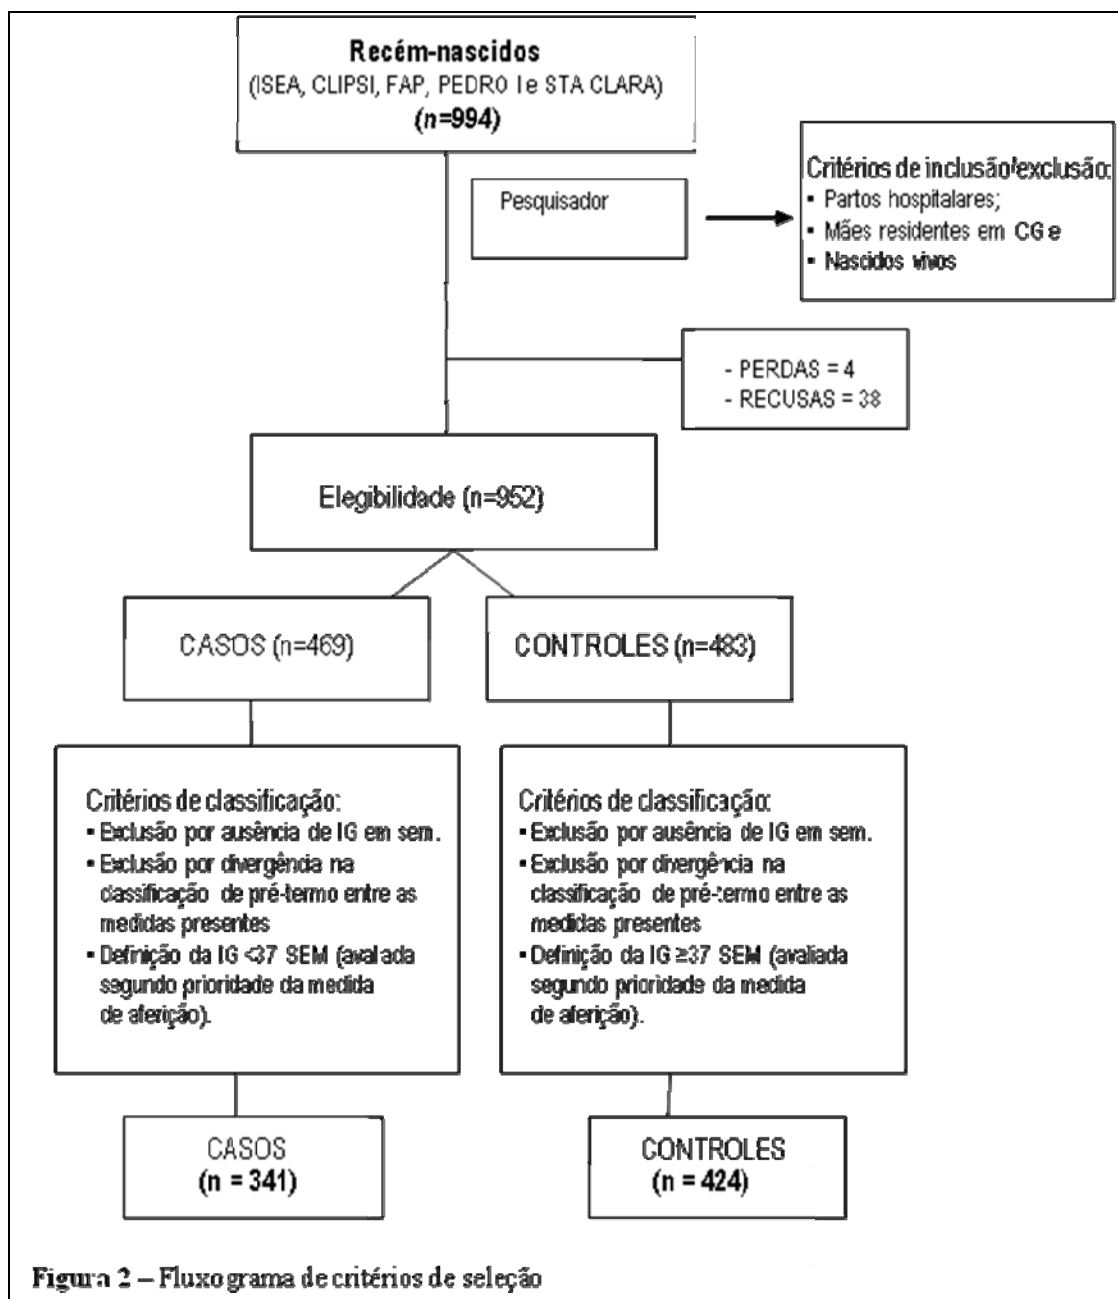 Recém-nascidos
(ISEA, CLIPSI, FAP, PEDRO I e STA CLARA)
(n=994)
Pesquisador
Critérios de inclusão/exclusão:
▪ Partos hospitalares;
▪ Mães residentes em CG e
▪ Nascidos vivos
- PERDAS = 4
- RECUSAS = 38
Elegibilidade (n=952)
CASOS (n=469)
CONTROLES (n=483)
Critérios de classificação:
▪ Exclusão por ausência de IG em sem.
▪ Exclusão por divergência na
classificação de pré-termo entre as
medidas presentes
▪ Definição da IG <37 SEM (avaliada
segundo prioridade da medida
de aferição).
Critérios de classificação:
▪ Exclusão por ausência de IG em sem.
▪ Exclusão por divergência na
classificação de pré-termo entre as
medidas presentes
▪ Definição da IG ≥37 SEM (avaliada
segundo prioridade da medida
de aferição).
CASOS
(n = 341)
CONTROLES
(n = 424)
Figura 2 – Fluxograma de critérios de seleção